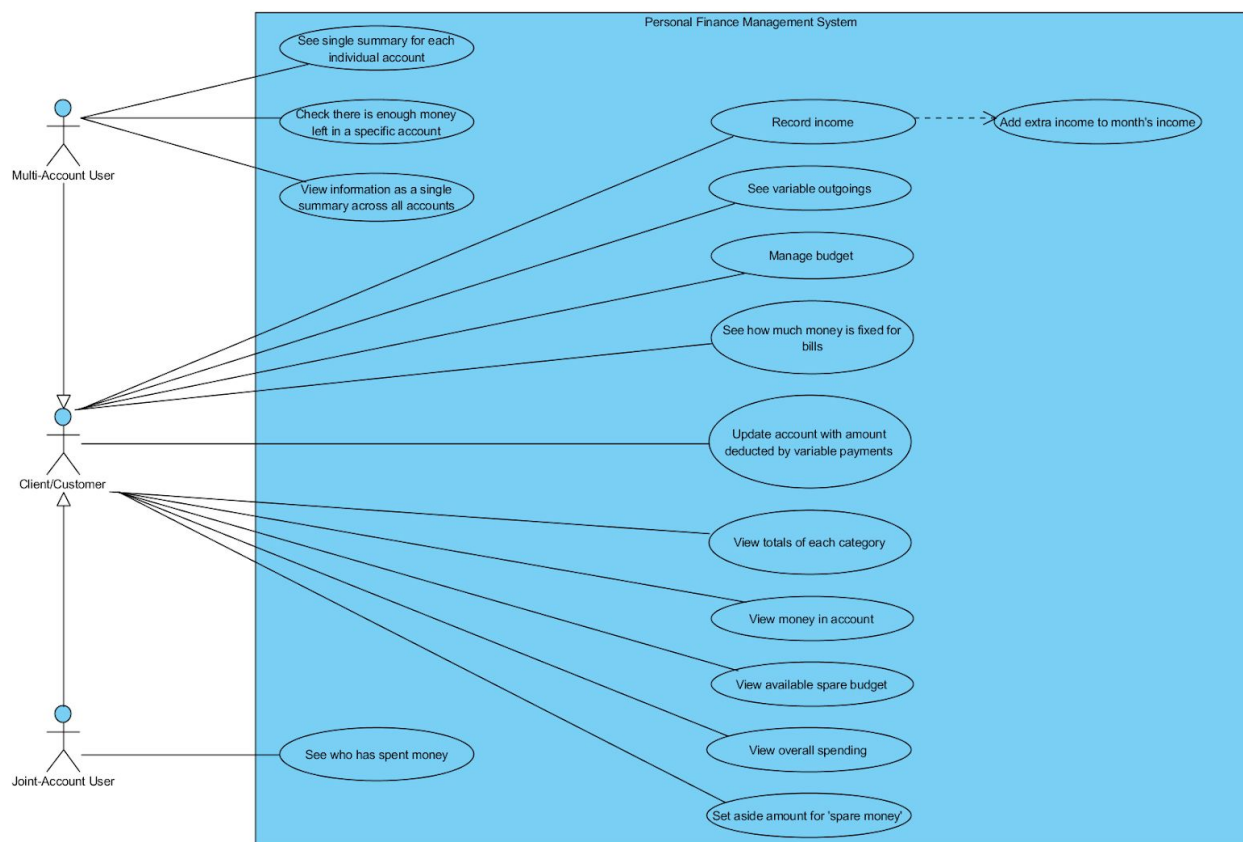 Personal Finance Management System
See single summary for each
individual account
Check there is enough money
left in a specific account
View information as a single
summary across all accounts
Multi-Account User
Record income
Add extra income to month's income
See variable outgoings
Manage budget
See how much money is fixed for
bills
Client/Customer
Update account with amount
deducted by variable payments
View totals of each category
View money in account
View available spare budget
View overall spending
Set aside amount for 'spare money'
Joint-Account User
See who has spent money